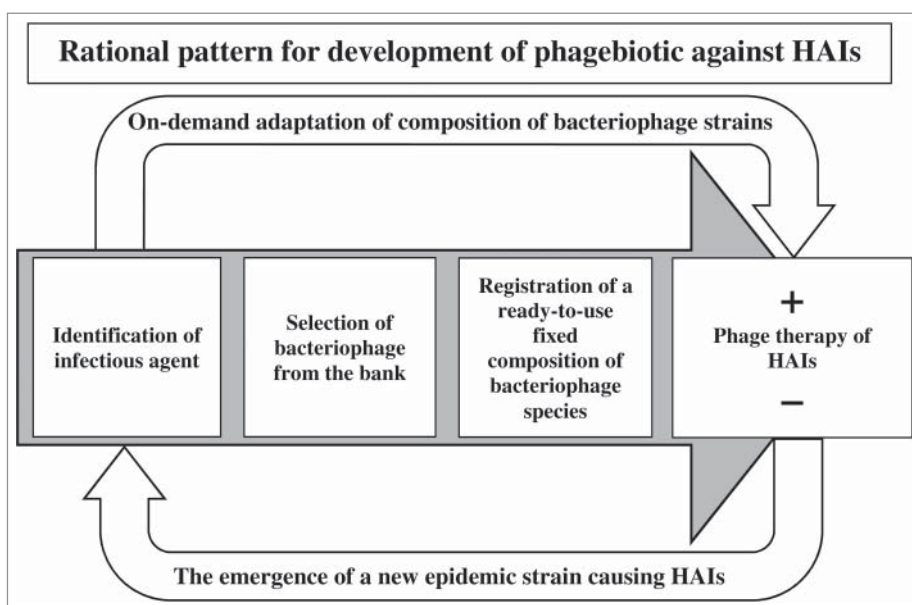 Rational pattern for development of phagebiotic against HAIs
On-demand adaptation of composition of bacteriophage strains
Identification of
infectious agent
Selection of
bacteriophage
from the bank
Registration of a
ready-to-use
fixed
composition of
bacteriophage
species
+
Phage therapy of
HAIs
−
The emergence of a new epidemic strain causing HAIs